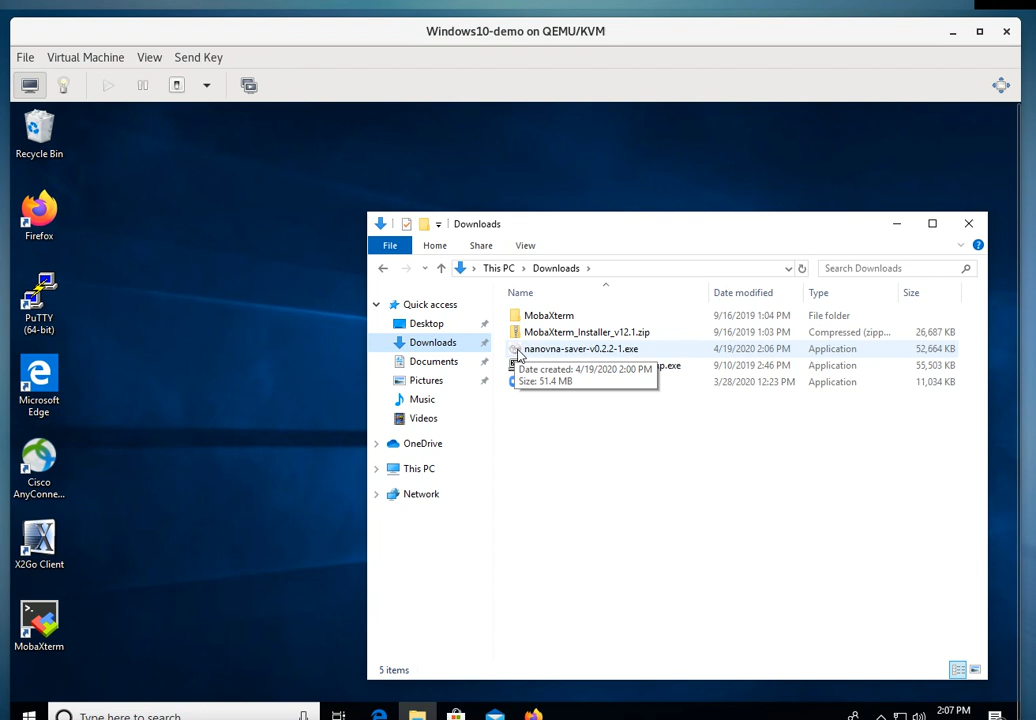 Windows10-demo on QEMU/KVM
File Virtual Machine View Send Key
Recycle Bin
Firefox
PuTTY
(64-bit)
Microsoft
Edge
Cisco
AnyConne...
X2Go Client
MobaXterm
Downloads
File Home Share View
This PC Downloads
Search Downloads
Quick access
Desktop
Downloads
Documents
Pictures
Music
Videos
OneDrive
This PC
Network
Name Date modified Type Size
MobaXterm 9/16/2019 1:04 PM File folder
MobaXterm_Installer_v12.1.zip 9/16/2019 1:03 PM Compressed (zipp... 26,687 KB
nanovna-saver-v0.2.2-1.exe 4/19/2020 2:06 PM Application 52,664 KB
p.exe 9/10/2019 2:46 PM Application 55,503 KB
3/28/2020 12:23 PM Application 11,034 KB
Date created: 4/19/2020 2:00 PM
Size: 51.4 MB
5 items
Type here to search
2:07 PM